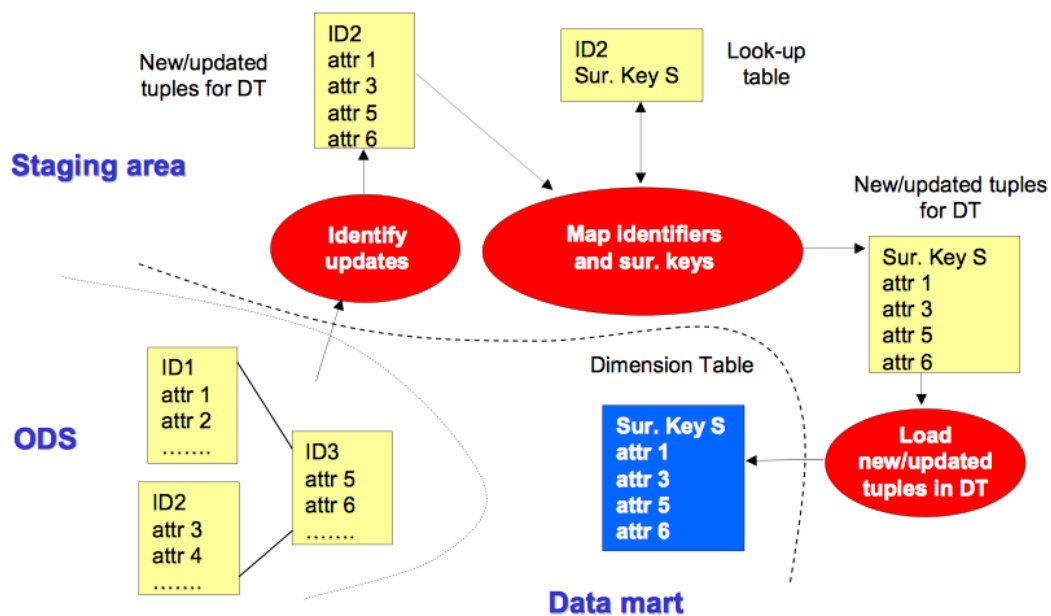 New/updated
tuples for DT
ID2
attr 1
attr 3
attr 5
attr 6
ID2
Sur. Key S
Look-up
table
Staging area
Identify
updates
Map identifiers
and sur. keys
New/updated tuples
for DT
Sur. Key S
attr 1
attr 3
attr 5
attr 6
ODS
ID1
attr 1
attr 2
…….
ID2
attr 3
attr 4
…….
ID3
attr 5
attr 6
…….
Dimension Table
Sur. Key S
attr 1
attr 3
attr 5
attr 6
Load
new/updated
tuples in DT
Data mart